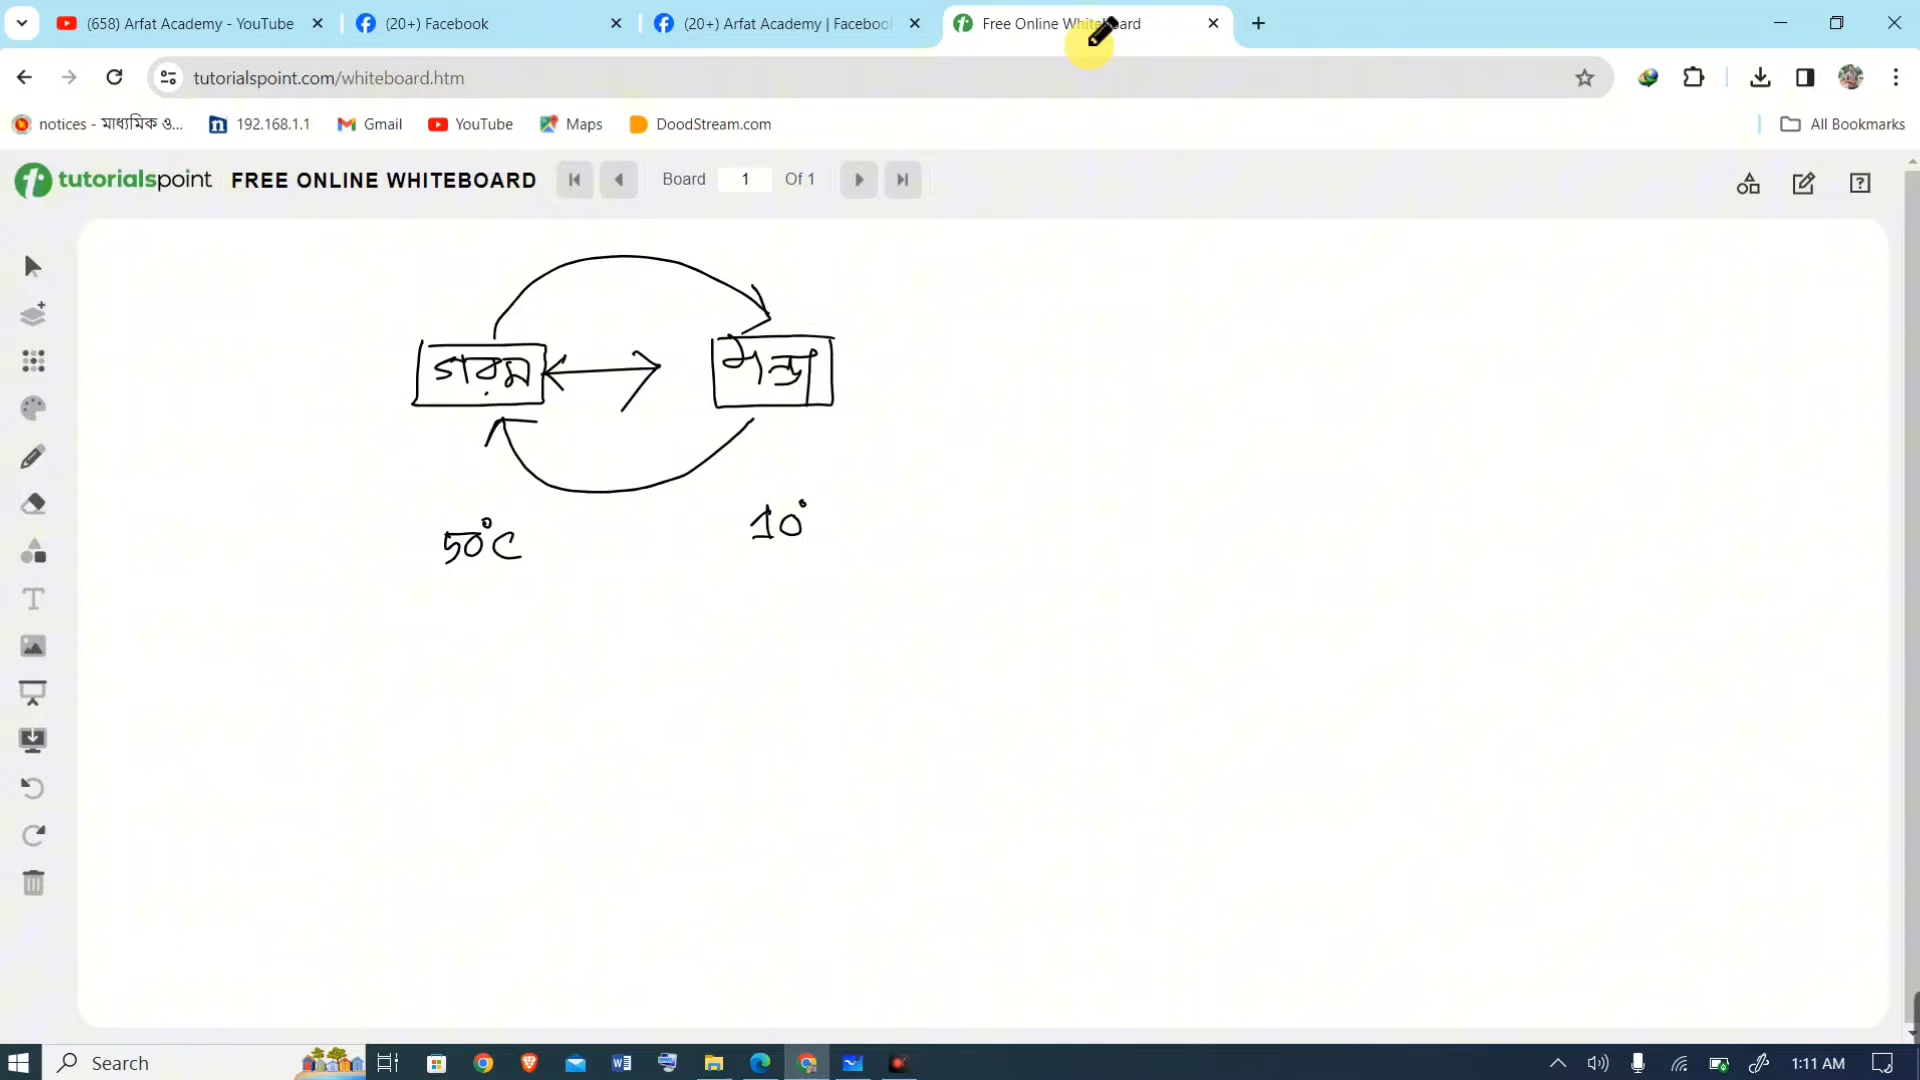 (658) Arfat Academy - YouTube
(20+) Facebook
(20+) Arfat Academy | Facebool
Free Online Whiteboard
tutorialspoint.com/whiteboard.htm
notices - মাধ্যমিক ও...
192.168.1.1
Gmail
YouTube
Maps
DoodStream.com
All Bookmarks
tutorialspoint FREE ONLINE WHITEBOARD
Board 1 Of 1
গরম
50°C
10°
Search
1:11 AM